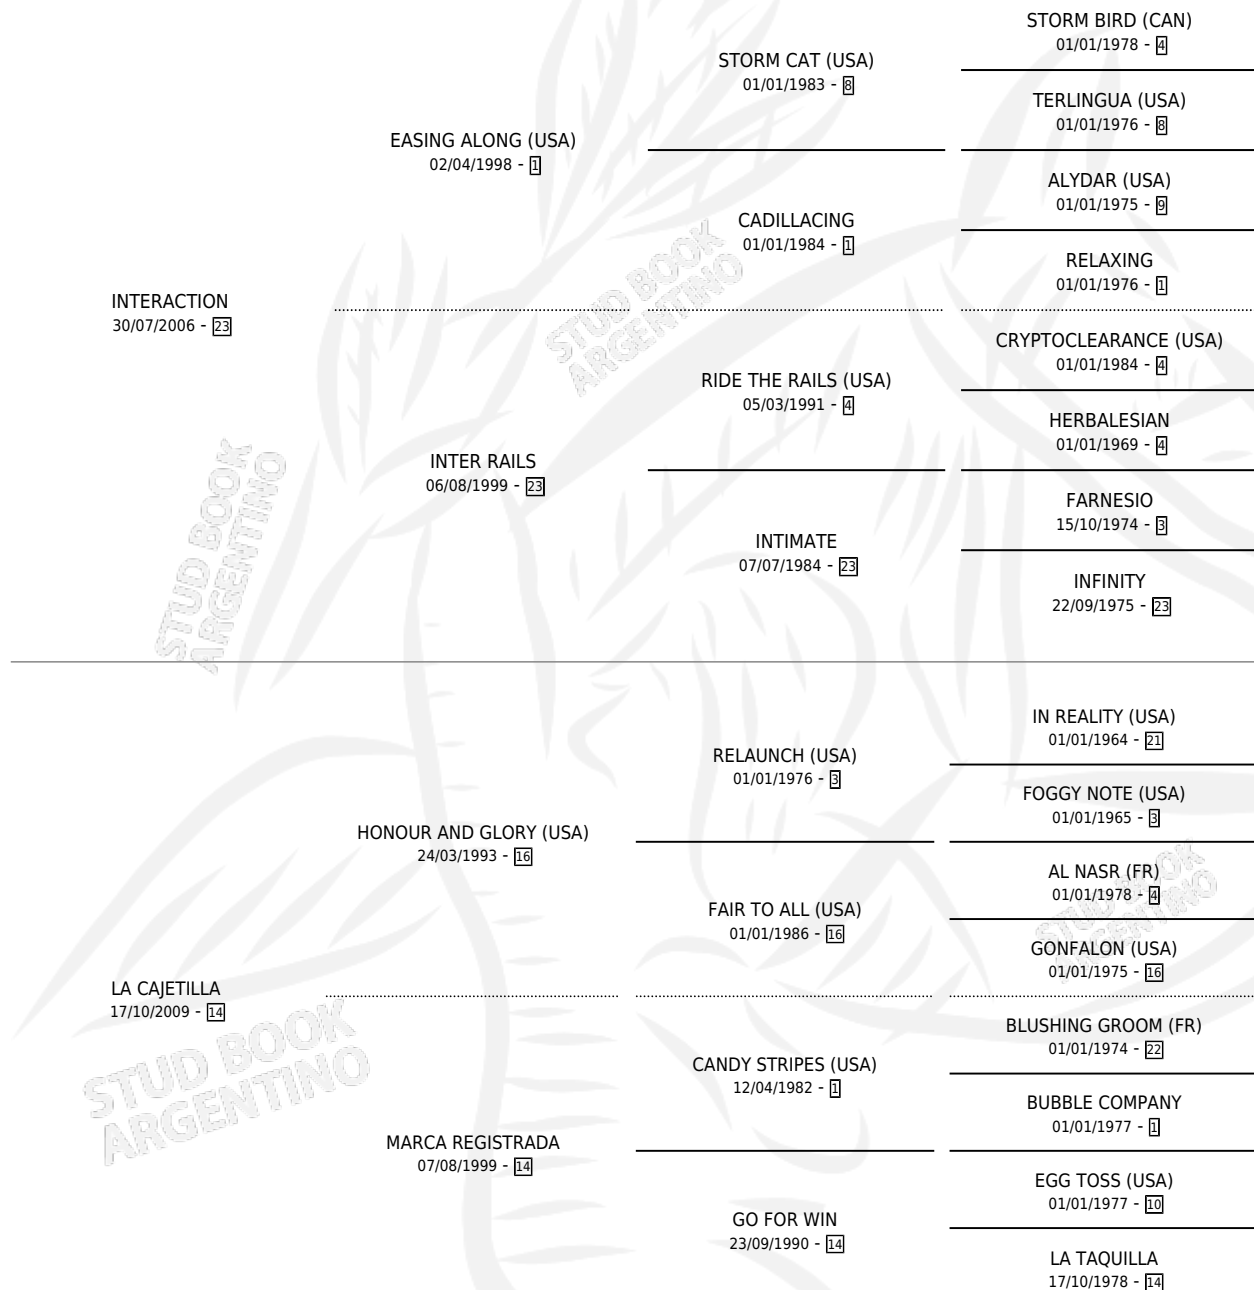 STORM BIRD (CAN)
01/01/1978 - 4
STORM CAT (USA)
01/01/1983 - 8
TERLINGUA (USA)
01/01/1976 - 8
EASING ALONG (USA)
02/04/1998 - 1
ALYDAR (USA)
01/01/1975 - 9
CADILLACING
01/01/1984 - 1
RELAXING
01/01/1976 - 1
INTERACTION
30/07/2006 - 23
CRYPTOCLEARANCE (USA)
01/01/1984 - 4
RIDE THE RAILS (USA)
05/03/1991 - 4
HERBALESIAN
01/01/1969 - 4
INTER RAILS
06/08/1999 - 23
FARNESIO
15/10/1974 - 3
INTIMATE
07/07/1984 - 23
INFINITY
22/09/1975 - 23
IN REALITY (USA)
01/01/1964 - 21
RELAUNCH (USA)
01/01/1976 - 3
FOGGY NOTE (USA)
01/01/1965 - 3
HONOUR AND GLORY (USA)
24/03/1993 - 16
AL NASR (FR)
01/01/1978 - 4
FAIR TO ALL (USA)
01/01/1986 - 16
GONFALON (USA)
01/01/1975 - 16
LA CAJETILLA
17/10/2009 - 14
BLUSHING GROOM (FR)
01/01/1974 - 22
CANDY STRIPES (USA)
12/04/1982 - 1
BUBBLE COMPANY
01/01/1977 - 1
MARCA REGISTRADA
07/08/1999 - 14
EGG TOSS (USA)
01/01/1977 - 10
GO FOR WIN
23/09/1990 - 14
LA TAQUILLA
17/10/1978 - 14
STUD BOOK
ARGENTINO
STUD BOOK
ARGENTINO
STUD BOOK
ARGENTINO
STUD BOOK
ARGENTINO